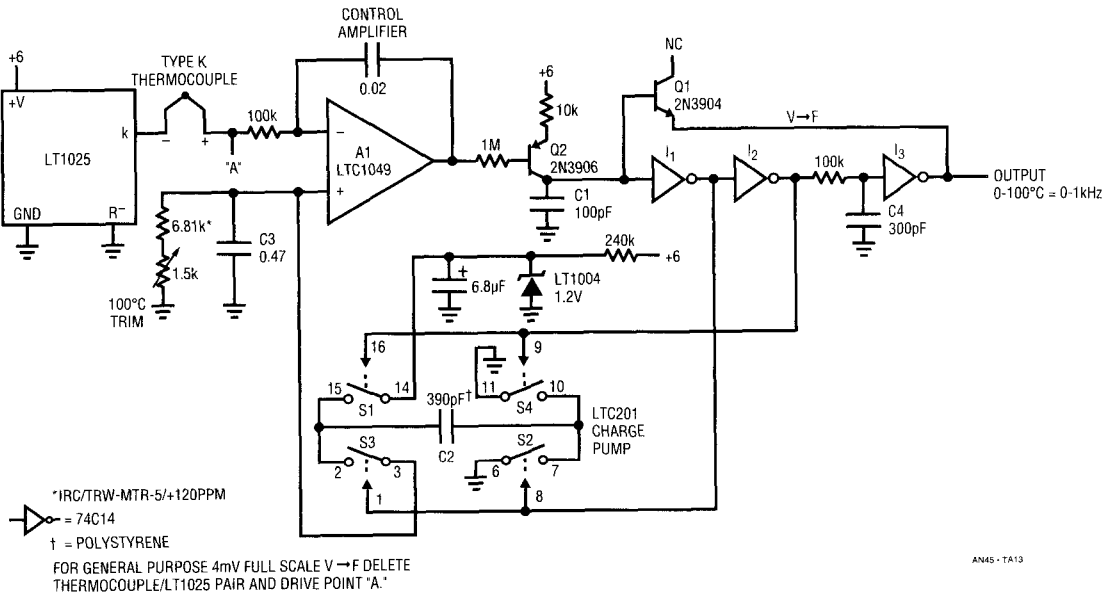 CONTROL
AMPLIFIER
0.02
+6
+V
TYPE K
THERMOCOUPLE
k
− +
LT1025
"A"
GND
R−
100k
A1
LTC1049
−
+
1M
+6
10k
Q2
2N3906
C1
100pF
NC
Q1
2N3904
V→F
I1
I2
100k
I3
C4
300pF
OUTPUT
0-100°C = 0-1kHz
6.81k*
1.5k
100°C
TRIM
C3
0.47
+
6.8µF
LT1004
1.2V
240k
+6
16
9
15
14
S1
11
10
S4
390pF†
C2
LTC201
CHARGE
PUMP
S3
2
3
1
S2
6
7
8
*IRC/TRW-MTR-5/+120PPM
= 74C14
† = POLYSTYRENE
FOR GENERAL PURPOSE 4mV FULL SCALE V→F DELETE
THERMOCOUPLE/LT1025 PAIR AND DRIVE POINT "A."
AN45 • TA13